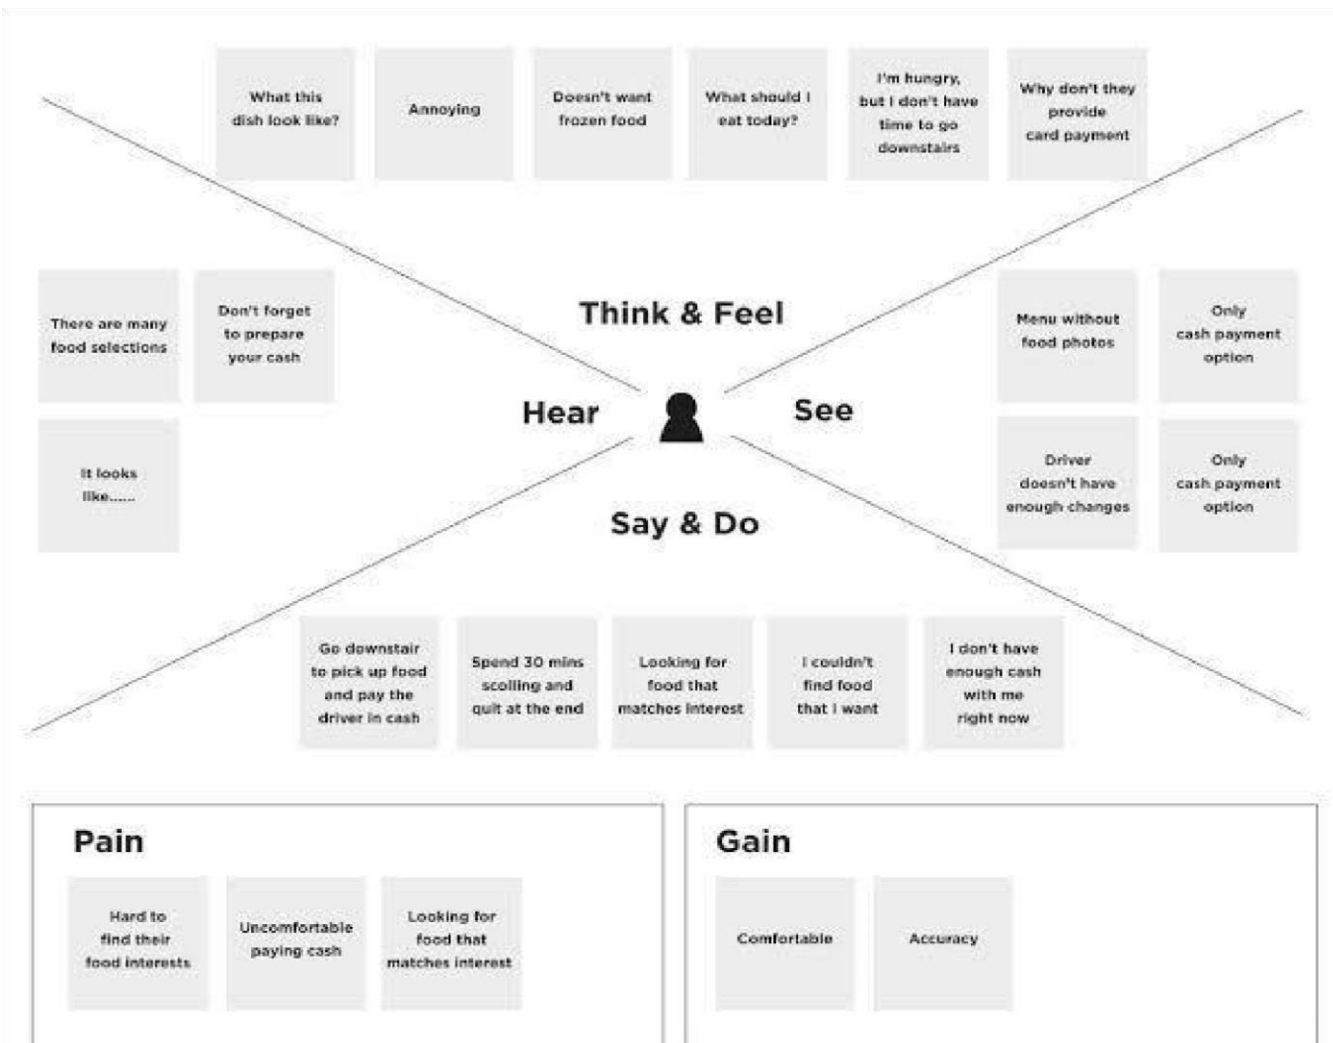 What this
dish look like?
Annoying
Doesn't want
frozen food
What should I
eat today?
I'm hungry,
but I don't have
time to go
downstairs
Why don't they
provide
card payment
Think & Feel
There are many
food selections
Don't forget
to prepare
your cash
It looks
like......
Hear
See
Menu without
food photos
Only
cash payment
option
Driver
doesn't have
enough changes
Only
cash payment
option
Say & Do
Go downstair
to pick up food
and pay the
driver in cash
Spend 30 mins
scolling and
quit at the end
Looking for
food that
matches interest
I couldn't
find food
that I want
I don't have
enough cash
with me
right now
Pain
Hard to
find their
food interests
Uncomfortable
paying cash
Looking for
food that
matches interest
Gain
Comfortable
Accuracy